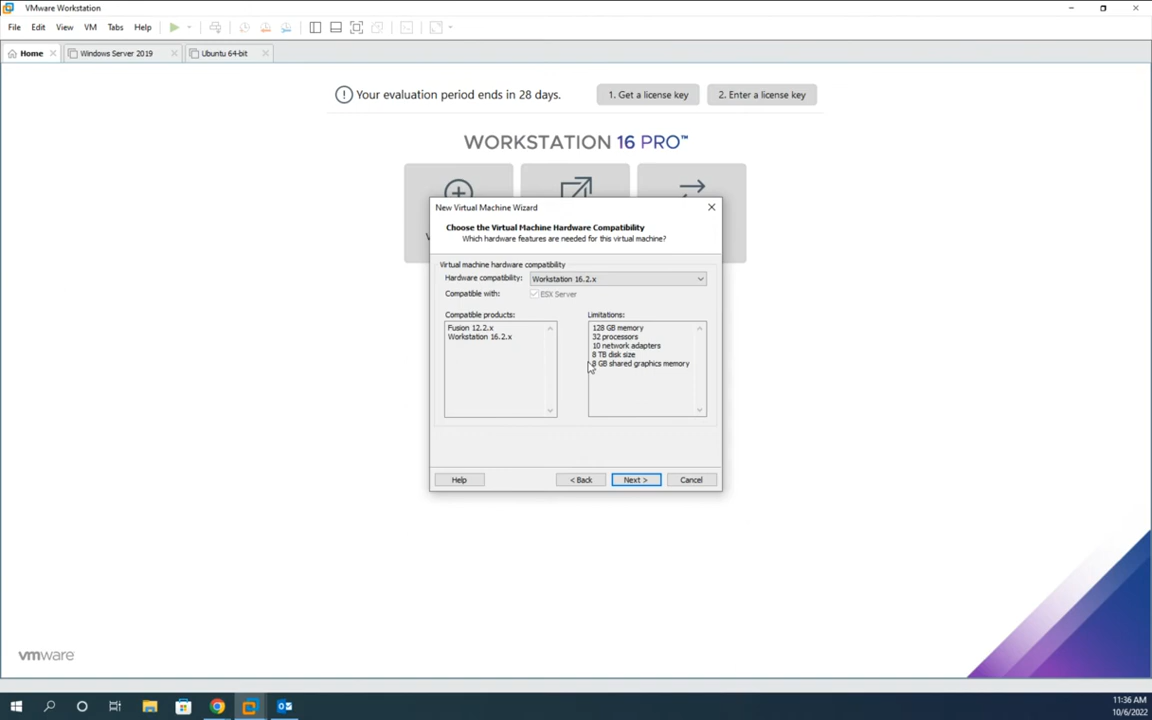 VMware Workstation
File Edit View VM Tabs Help
Home Windows Server 2019 Ubuntu 64-bit
Your evaluation period ends in 28 days. 1. Get a license key 2. Enter a license key
WORKSTATION 16 PRO™
New Virtual Machine Wizard
Choose the Virtual Machine Hardware Compatibility
Which hardware features are needed for this virtual machine?
Virtual machine hardware compatibility
Hardware compatibility: Workstation 16.2.x
Compatible with: ESX Server
Compatible products: Limitations:
Fusion 12.2.x 128 GB memory
Workstation 16.2.x 32 processors
10 network adapters
8 TB disk size
8 GB shared graphics memory
Help < Back Next > Cancel
vmware
11:36 AM
10/6/2022